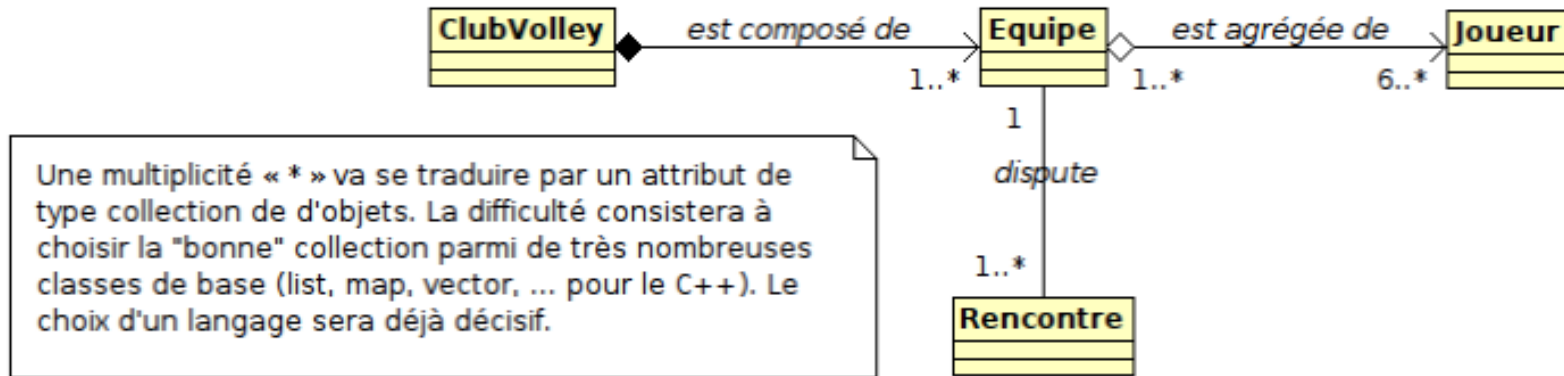 ClubVolley
est composé de
1..*
Equipe
est agrégée de
1..*
6..*
Joueur
1
dispute
1..*
Rencontre
Une multiplicité « * » va se traduire par un attribut de
type collection de d'objets. La difficulté consistera à
choisir la "bonne" collection parmi de très nombreuses
classes de base (list, map, vector, ... pour le C++). Le
choix d'un langage sera déjà décisif.